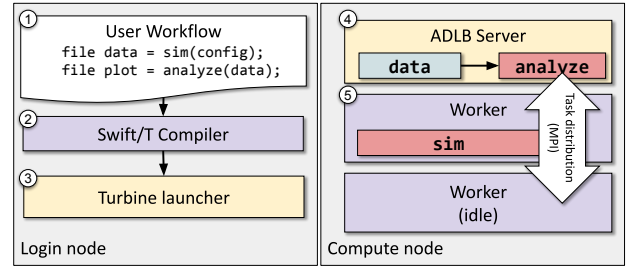 1
User Workflow
file data = sim(config);
file plot = analyze(data);
2
Swift/T Compiler
3
Turbine launcher
Login node
4
ADLB Server
data
analyze
5
Worker
sim
Task distribution
(MPI)
Worker
(idle)
Compute node